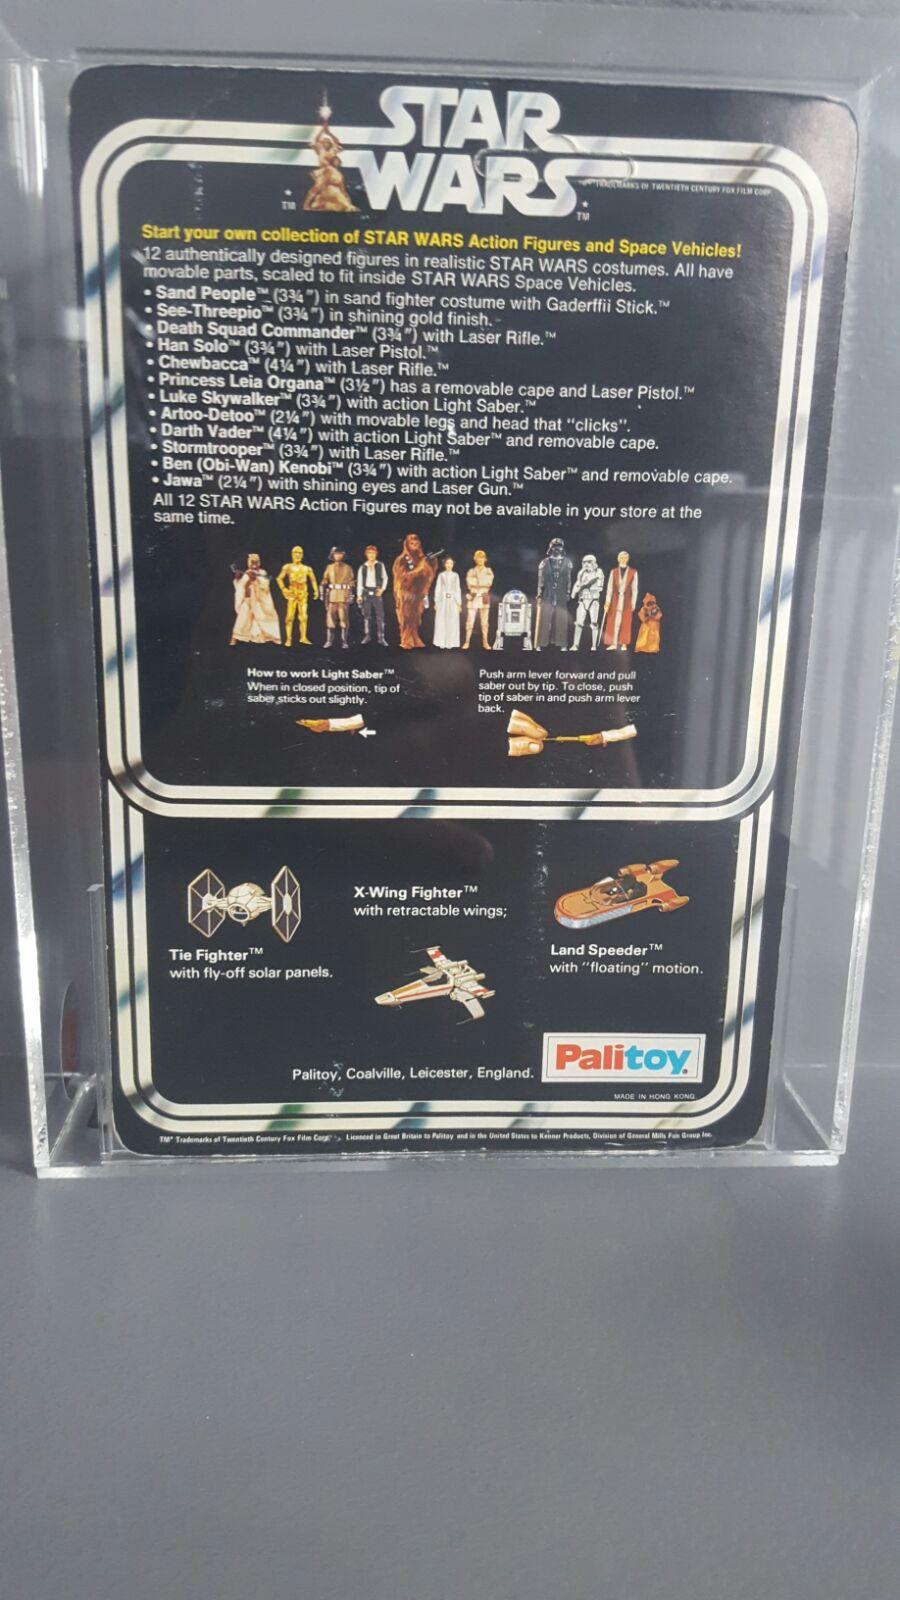 STAR
WARS
TM
TM
TRADEMARKS OF TWENTIETH CENTURY FOX FILM CORP
Start your own collection of STAR WARS Action Figures and Space Vehicles!
12 authentically designed figures in realistic STAR WARS costumes. All have
movable parts, scaled to fit inside STAR WARS Space Vehicles.
• Sand People™ (3¾") in sand fighter costume with Gaderffii Stick.™
• See-Threepio™ (3¾") in shining gold finish.
• Death Squad Commander™ (3¾") with Laser Rifle.™
• Han Solo™ (3¾") with Laser Pistol.™
• Chewbacca™ (4¼") with Laser Rifle.™
• Princess Leia Organa™ (3½") has a removable cape and Laser Pistol.™
• Luke Skywalker™ (3¾") with action Light Saber.™
• Artoo-Detoo™ (2¼") with movable legs and head that "clicks".
• Darth Vader™ (4¼") with action Light Saber™ and removable cape.
• Stormtrooper™ (3¾") with Laser Rifle.™
• Ben (Obi-Wan) Kenobi™ (3¾") with action Light Saber™ and removable cape.
• Jawa™ (2¼") with shining eyes and Laser Gun.™
All 12 STAR WARS Action Figures may not be available in your store at the
same time.
How to work Light Saber™
When in closed position, tip of
saber sticks out slightly.
Push arm lever forward and pull
saber out by tip. To close, push
tip of saber in and push arm lever
back.
Tie Fighter™
with fly-off solar panels.
X-Wing Fighter™
with retractable wings;
Land Speeder™
with "floating" motion.
Palitoy, Coalville, Leicester, England.
Palitoy
MADE IN HONG KONG
TM* Trademarks of Twentieth Century Fox Film Corp. Licenced in Great Britain to Palitoy and in the United States to Kenner Products, Division of General Mills Fun Group Inc.